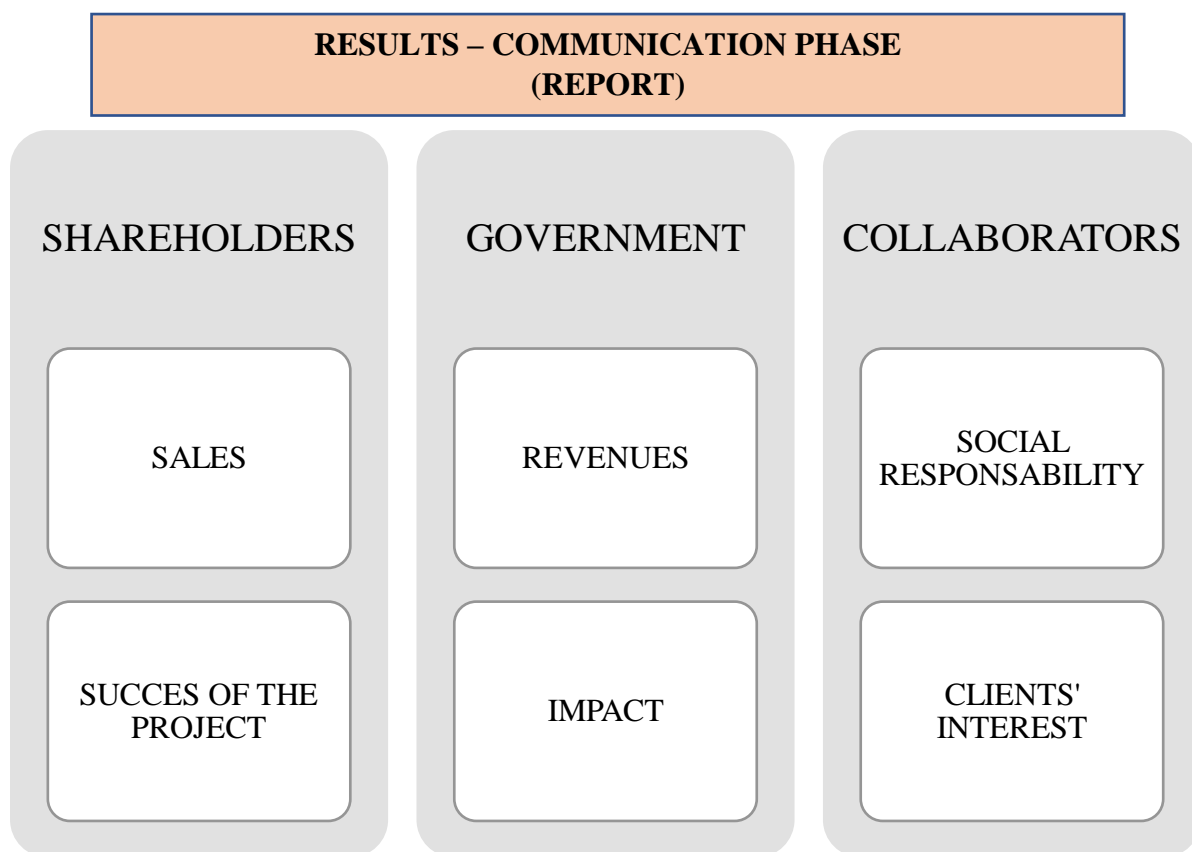 RESULTS – COMMUNICATION PHASE
(REPORT)
SHAREHOLDERS
SALES
SUCCES OF THE
PROJECT
GOVERNMENT
REVENUES
IMPACT
COLLABORATORS
SOCIAL
RESPONSABILITY
CLIENTS'
INTEREST